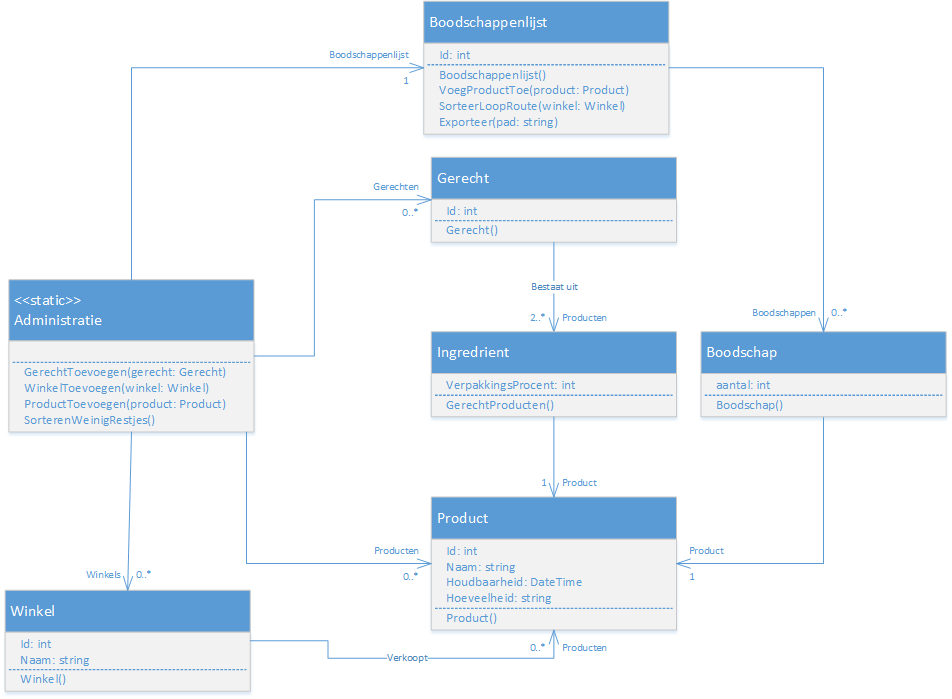 Boodschappenlijst
Id: int
Boodschappenlijst()
VoegProductToe(product: Product)
SorteerLoopRoute(winkel: Winkel)
Exporteer(pad: string)
Boodschappenlijst
1
Gerecht
Id: int
Gerecht()
Gerechten
0..*
Bestaat uit
2..*
Producten
<<static>>
Administratie
GerechtToevoegen(gerecht: Gerecht)
WinkelToevoegen(winkel: Winkel)
ProductToevoegen(product: Product)
SorterenWeinigRestjes()
Ingredrient
VerpakkingsProcent: int
GerechtProducten()
Boodschappen
0..*
Boodschap
aantal: int
Boodschap()
1
Product
Product
Id: int
Naam: string
Houdbaarheid: DateTime
Hoeveelheid: string
Product()
Producten
0..*
Product
1
Winkels
0..*
Winkel
Id: int
Naam: string
Winkel()
Verkoopt
0..*
Producten